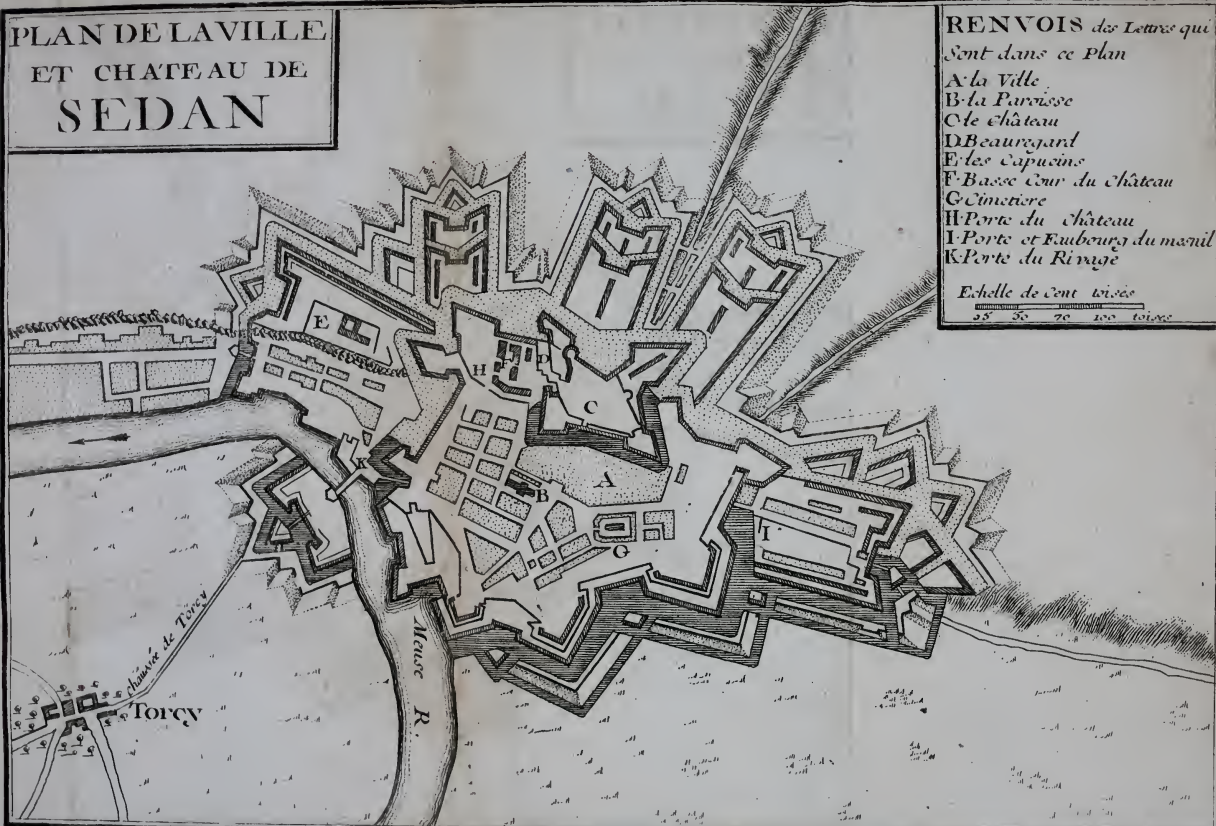 PLAN DE LA VILLE
ET CHATEAU DE
SEDAN
RENVOIS des Lettres qui
Sont dans ce Plan
A·la Ville
B·la Paroisse
C·le Château
D·Beauregard
E·les Capucins
F·Basse Cour du Château
G·Cimetiere
H·Porte du Château
I·Porte et Faubourg du mesnil
K·Porte du Rivage
Echelle de Cent toises
25 50 70 100 toises
E
H
F
D
C
K
B
A
G
I
chaussée de Torcy
Torcy
Meuse R.